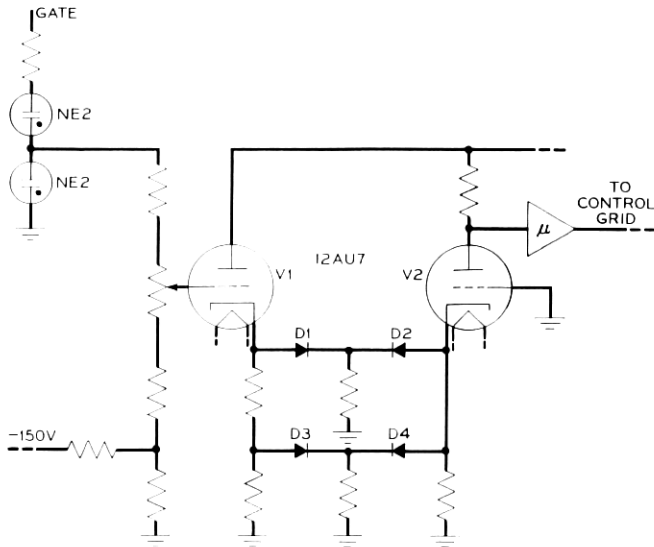 GATE
NE2
NE2
TO
CONTROL
GRID
μ
12AU7
V1
V2
D1
D2
-150V
D3
D4